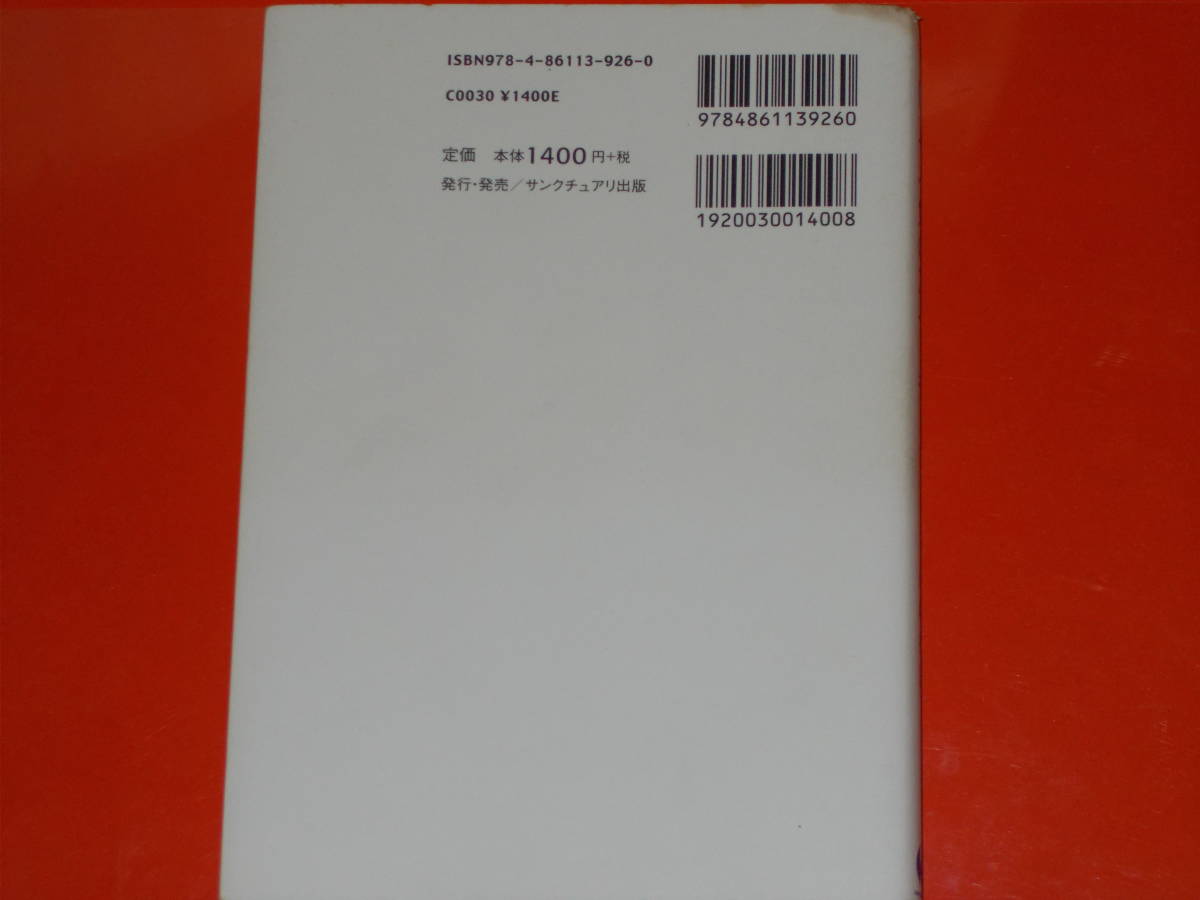 ISBN978-4-86113-926-0
C0030 ¥1400E
定価 本体1400円+税
発行・発売/サンクチュアリ出版
9784861139260
1920030014008